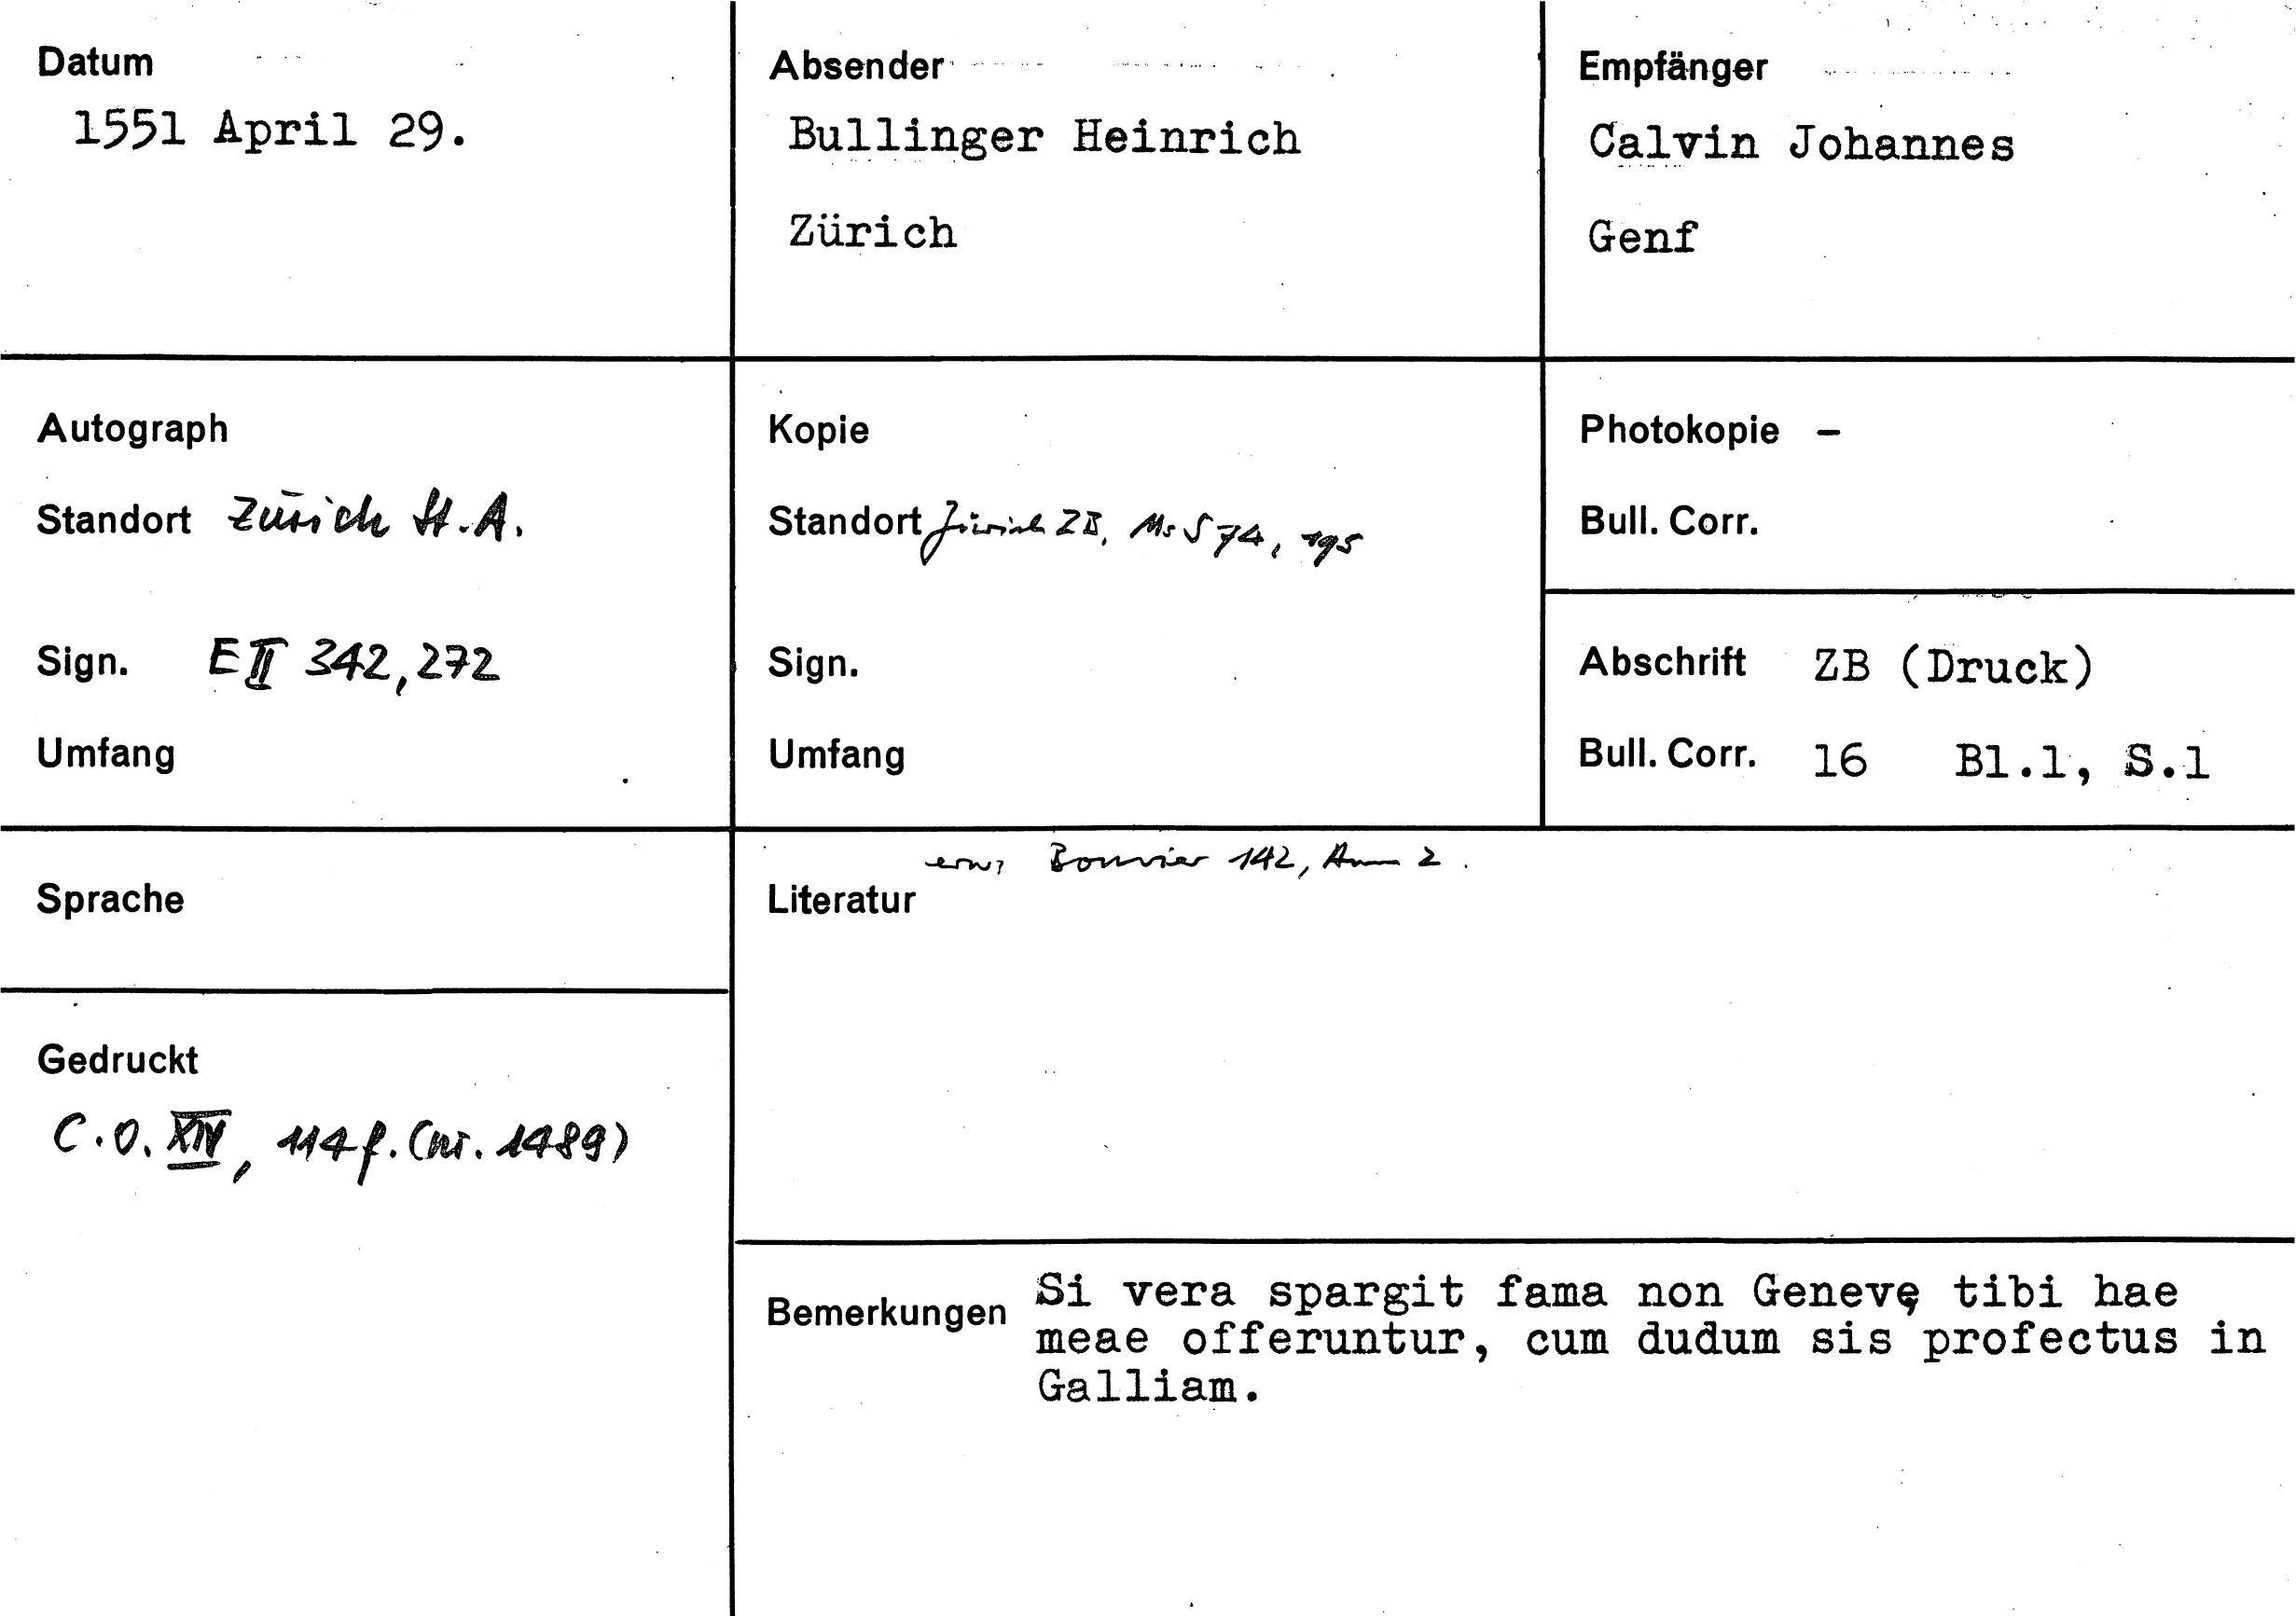 Datum
1551 April 29.
Absender
Bullinger Heinrich
Zürich
Empfänger
Calvin Johannes
Genf
Autograph
Standort Zürich St.A.
Sign. E II 342,272
Umfang
Kopie
Standort Zürich ZB, Ms S 74, 195
Sign.
Umfang
Photokopie –
Bull. Corr.
Abschrift ZB (Druck)
Bull. Corr. 16 Bl.1, S.1
Sprache
Gedruckt
C.O. XIV, 114 f. (nr. 1489)
erw. Bouvier 142, Anm 2.
Literatur
Bemerkungen Si vera spargit fama non Genevę tibi hae
meae offeruntur, cum dudum sis profectus in
Galliam.